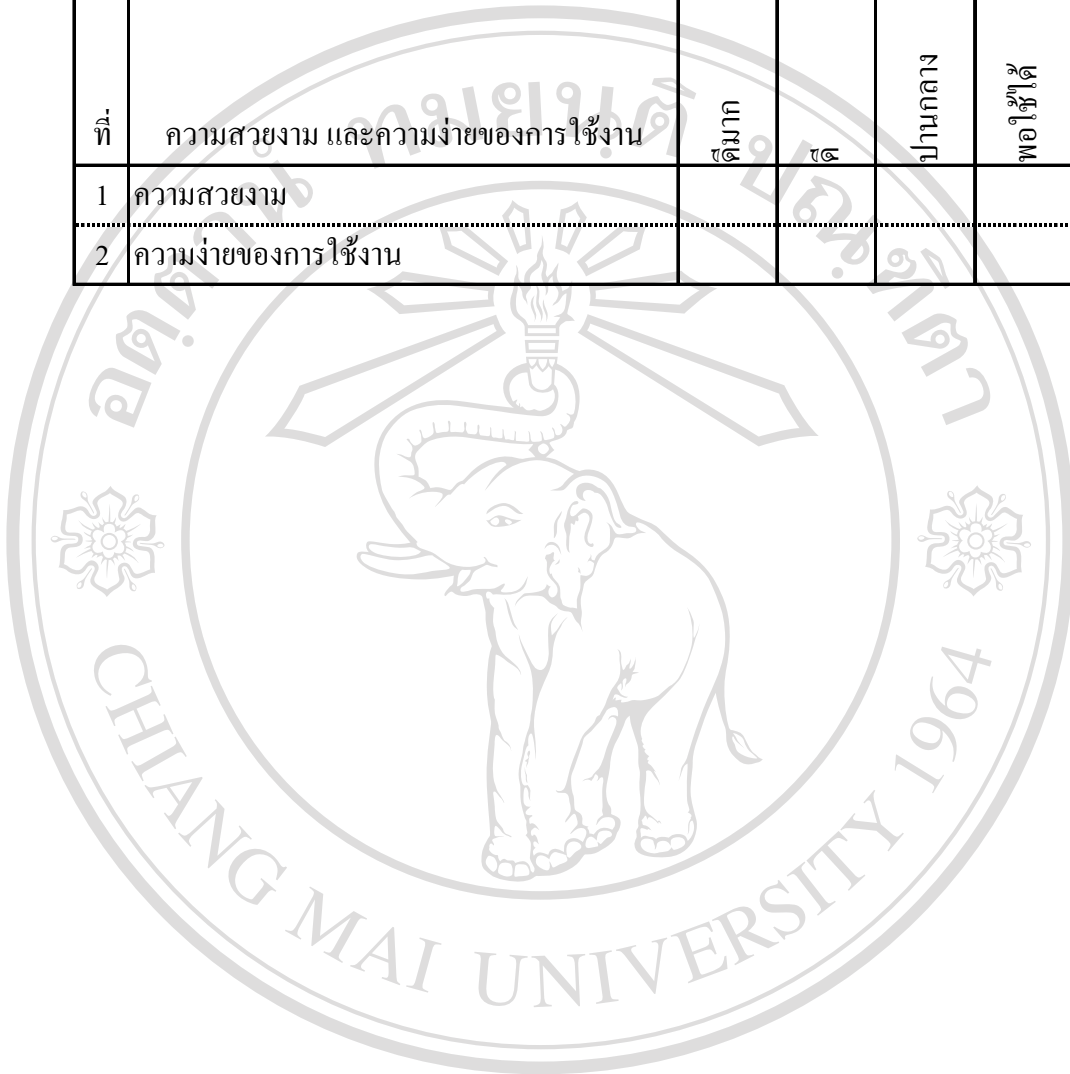 ที่ ความสวยงาม และความง่ายของการใช้งาน ดีมาก ดี ปานกลาง พอใช้ได้
1 ความสวยงาม
2 ความง่ายของการใช้งาน
CHIANG MAI UNIVERSITY 1964